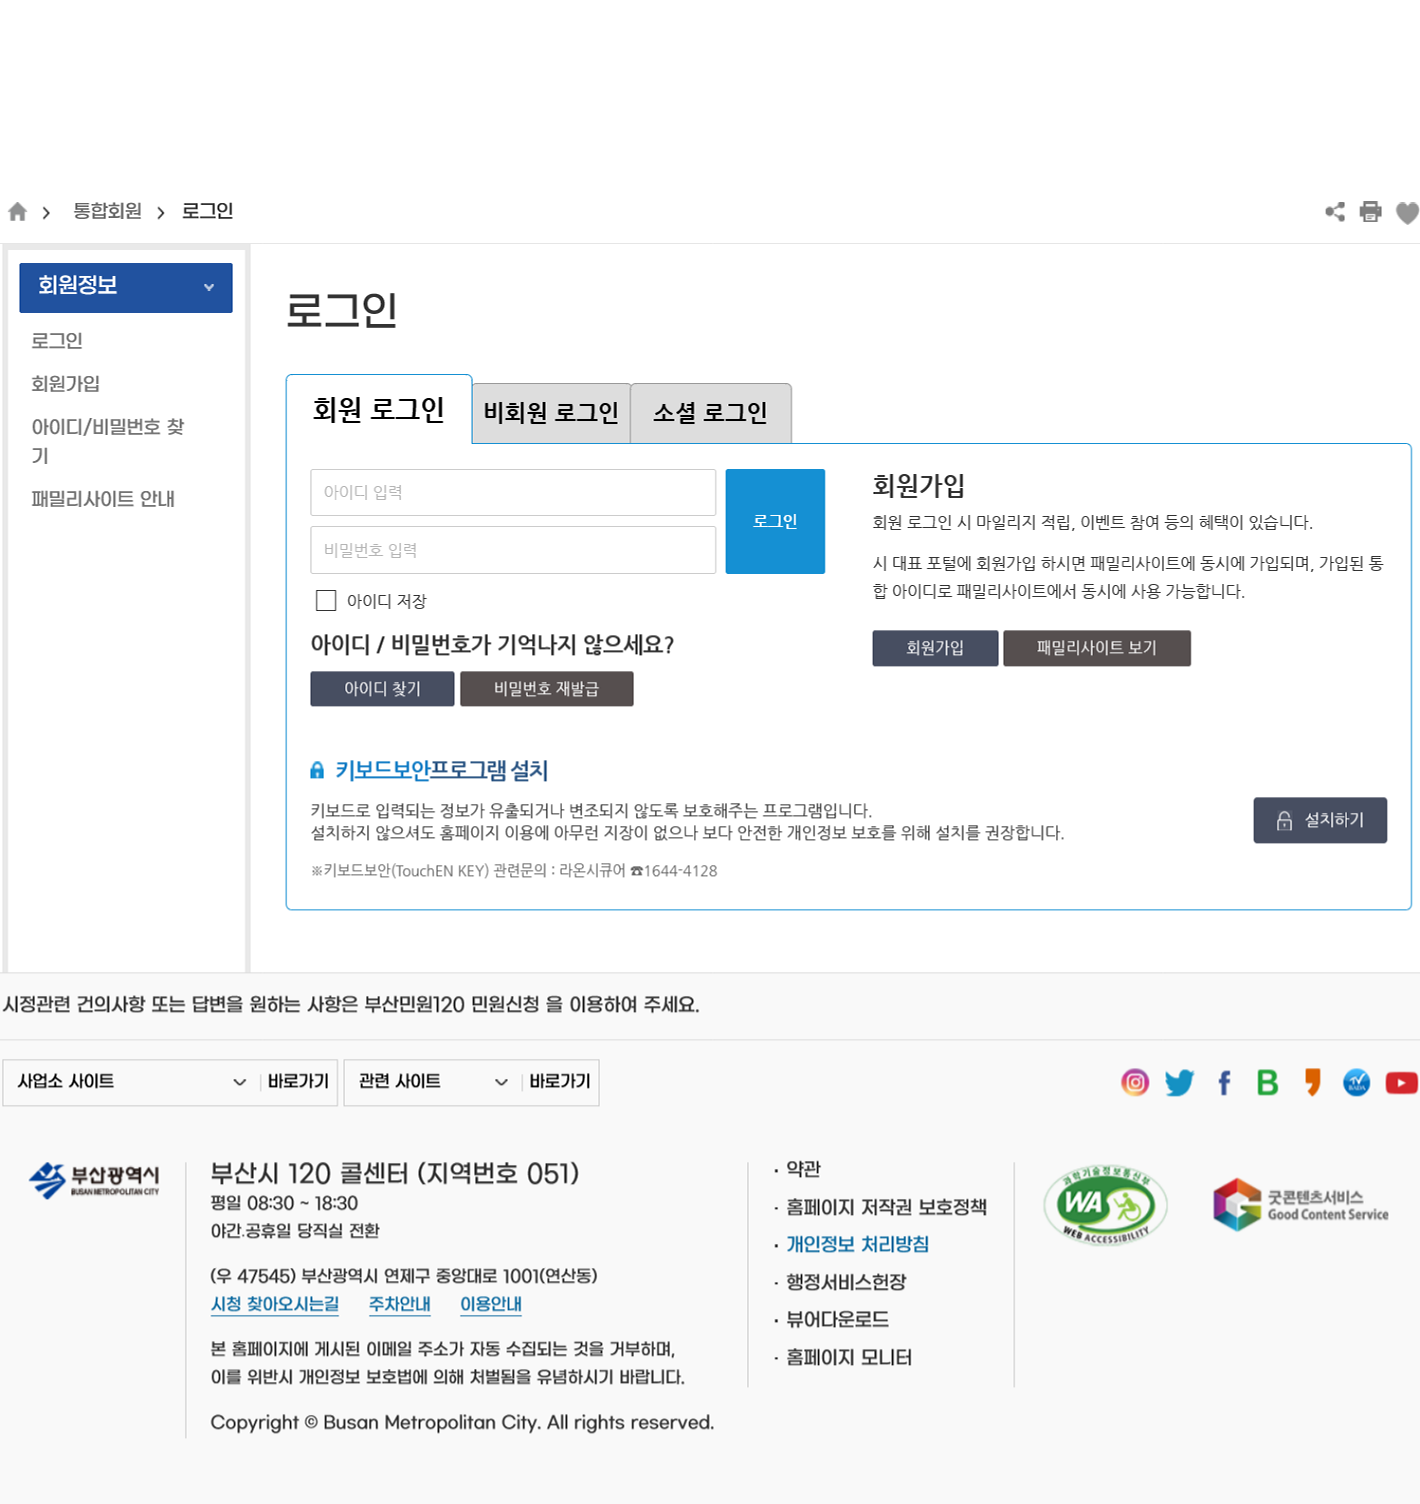 통합회원
로그인
회원정보
로그인
회원가입
아이디/비밀번호 찾
기
패밀리사이트 안내
로그인
회원 로그인
비회원 로그인
소셜 로그인
아이디 입력
비밀번호 입력
로그인
아이디 저장
아이디 / 비밀번호가 기억나지 않으세요?
아이디 찾기
비밀번호 재발급
회원가입
회원 로그인 시 마일리지 적립, 이벤트 참여 등의 혜택이 있습니다.
시 대표 포털에 회원가입 하시면 패밀리사이트에 동시에 가입되며, 가입된 통
합 아이디로 패밀리사이트에서 동시에 사용 가능합니다.
회원가입
패밀리사이트 보기
키보드보안프로그램 설치
키보드로 입력되는 정보가 유출되거나 변조되지 않도록 보호해주는 프로그램입니다.
설치하지 않으셔도 홈페이지 이용에 아무런 지장이 없으나 보다 안전한 개인정보 보호를 위해 설치를 권장합니다.
※키보드보안(TouchEN KEY) 관련문의 : 라온시큐어 ☎1644-4128
설치하기
시정관련 건의사항 또는 답변을 원하는 사항은 부산민원120 민원신청 을 이용하여 주세요.
사업소 사이트
바로가기
관련 사이트
바로가기
부산광역시
BUSAN METROPOLITAN CITY
부산시 120 콜센터 (지역번호 051)
평일 08:30 ~ 18:30
야간.공휴일 당직실 전환
(우 47545) 부산광역시 연제구 중앙대로 1001(연산동)
시청 찾아오시는길
주차안내
이용안내
본 홈페이지에 게시된 이메일 주소가 자동 수집되는 것을 거부하며,
이를 위반시 개인정보 보호법에 의해 처벌됨을 유념하시기 바랍니다.
Copyright © Busan Metropolitan City. All rights reserved.
· 약관
· 홈페이지 저작권 보호정책
· 개인정보 처리방침
· 행정서비스헌장
· 뷰어다운로드
· 홈페이지 모니터
과학기술정보통신부
WA
WEB ACCESSIBILITY
굿콘텐츠서비스
Good Content Service